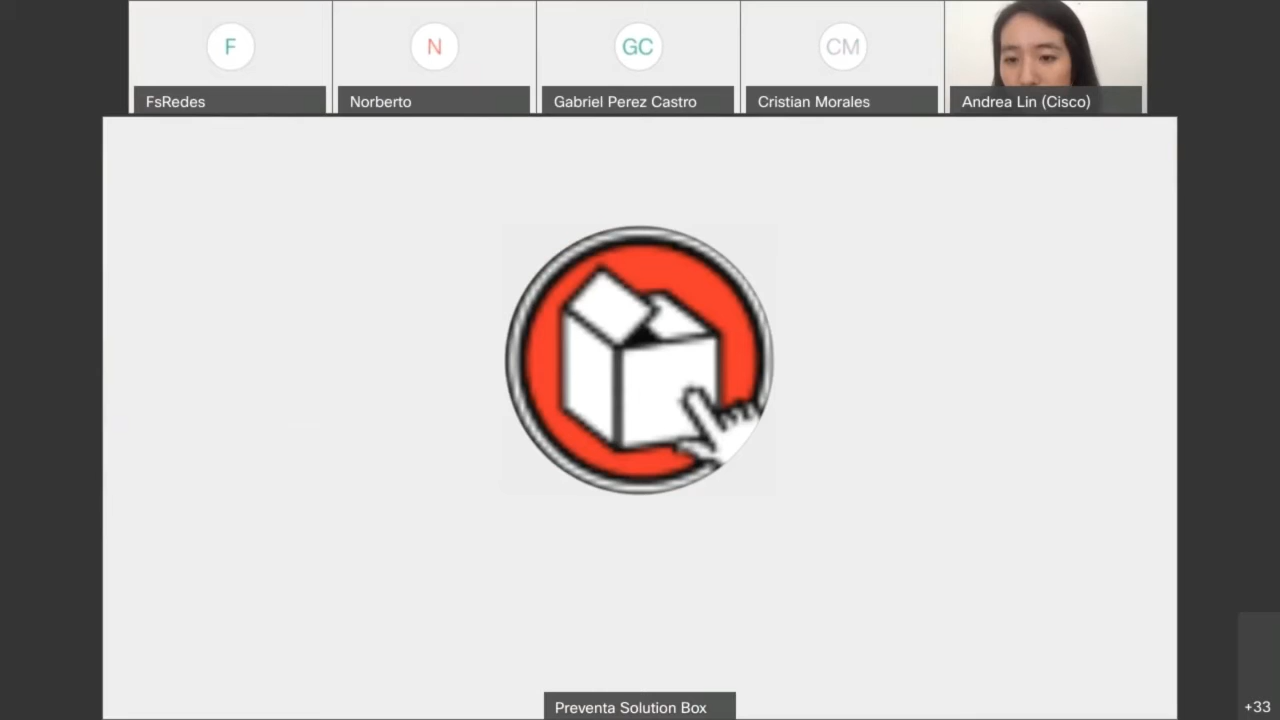 F
N
GC
CM
FsRedes
Norberto
Gabriel Perez Castro
Cristian Morales
Andrea Lin (Cisco)
Preventa Solution Box
+33